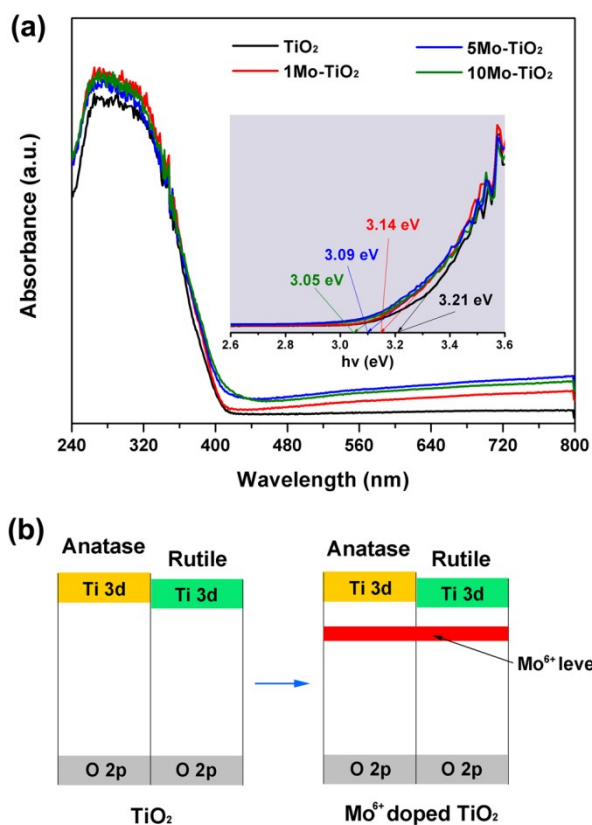 (a)
TiO₂ 5Mo-TiO₂
1Mo-TiO₂ 10Mo-TiO₂
Absorbance (a.u.)
3.14 eV
3.09 eV
3.05 eV
3.21 eV
2.6 2.8 3.0 3.2 3.4 3.6
hν (eV)
240 320 400 480 560 640 720 800
Wavelength (nm)
(b)
Anatase Rutile Anatase Rutile
Ti 3d Ti 3d Ti 3d Ti 3d
Mo⁶⁺ level
O 2p O 2p O 2p O 2p
TiO₂ Mo⁶⁺ doped TiO₂